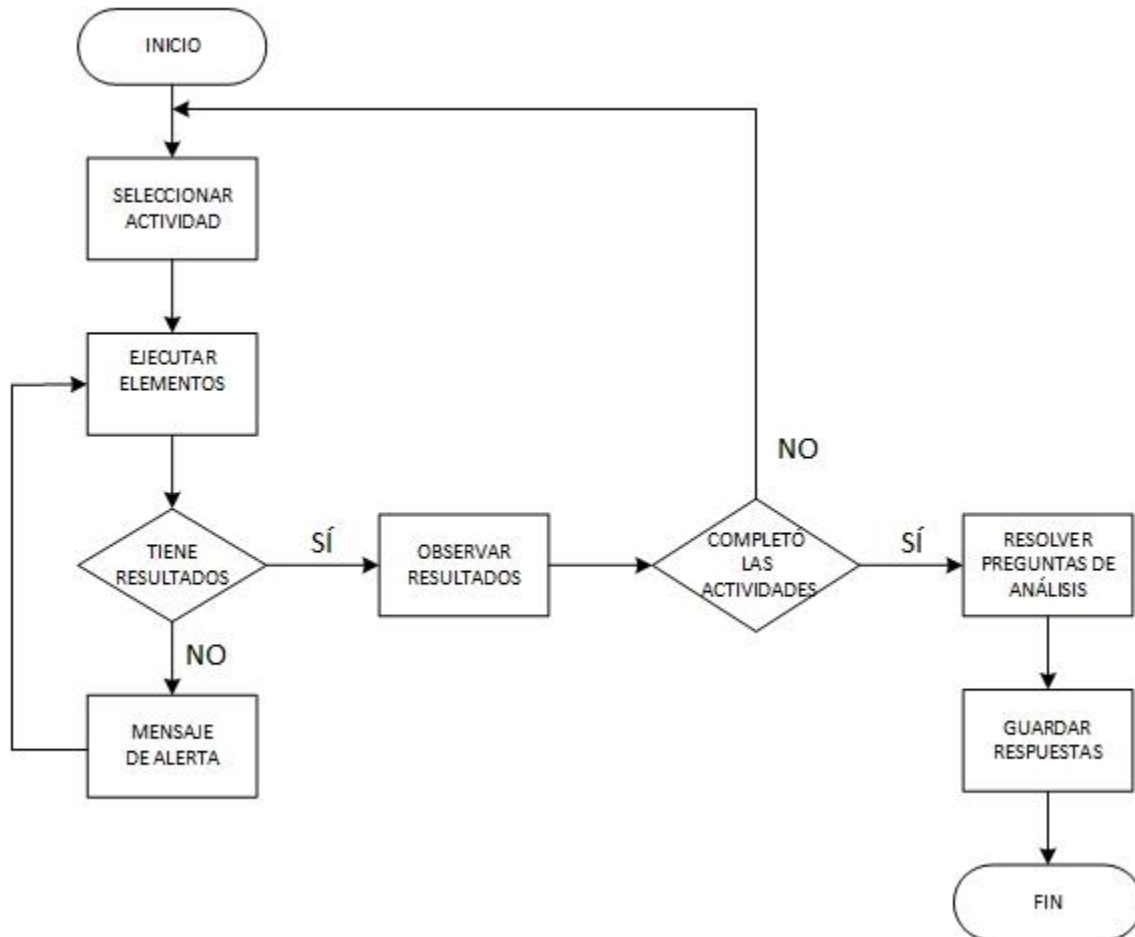 INICIO
SELECCIONAR
ACTIVIDAD
EJECUTAR
ELEMENTOS
TIENE
RESULTADOS
SÍ
NO
MENSAJE
DE ALERTA
OBSERVAR
RESULTADOS
COMPLETÓ
LAS
ACTIVIDADES
NO
SÍ
RESOLVER
PREGUNTAS DE
ANÁLISIS
GUARDAR
RESPUESTAS
FIN